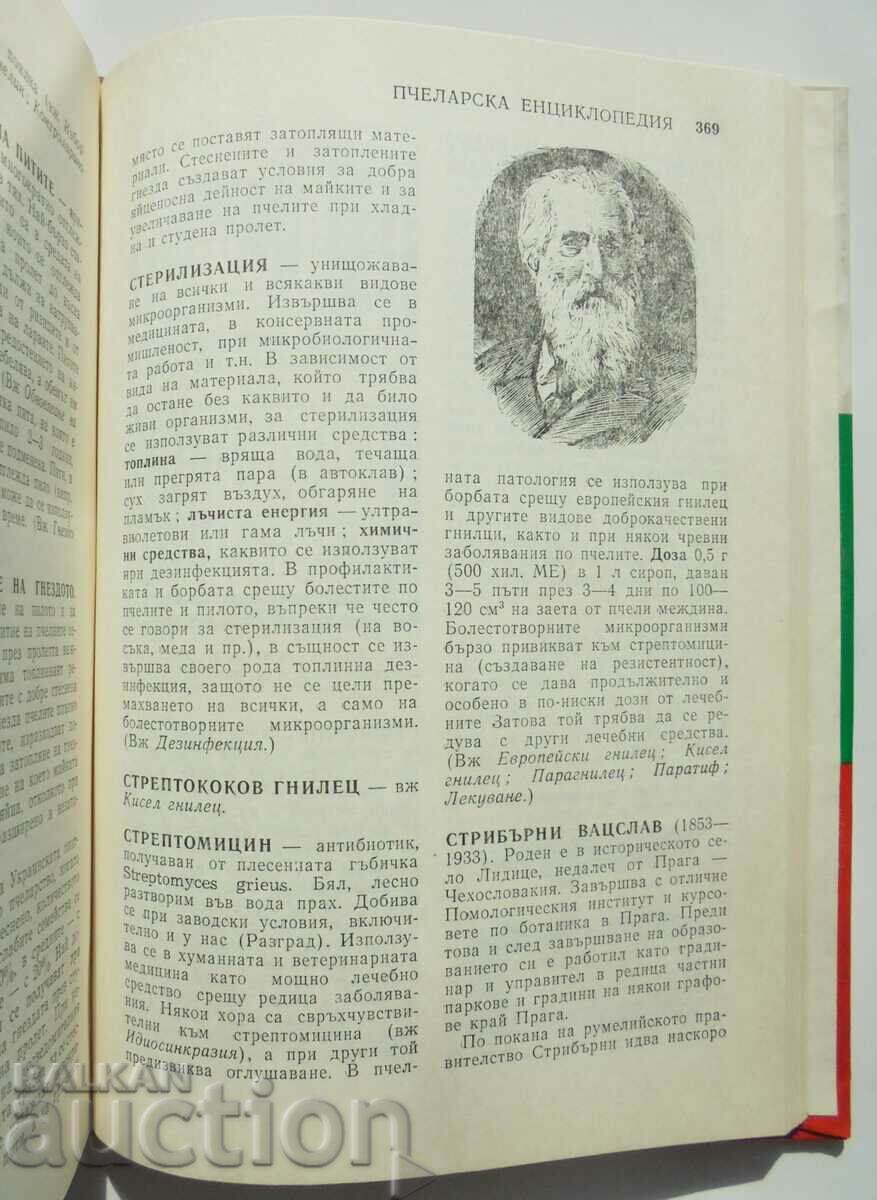 ПЧЕЛАРСКА ЕНЦИКЛОПЕДИЯ 369
място се поставят затоплящи мате-
риали. Стеснените и затоплените
гнезда създават условия за добра
яйценосна дейност на майките и за
увеличаване на пчелите при хлад-
на и студена пролет.
СТЕРИЛИЗАЦИЯ — унищожава-
не на всички и всякакви видове
микроорганизми. Извършва се в
медицината, в консервната про-
мишленост, при микробиологична-
та работа и т.н. В зависимост от
вида на материала, който трябва
да остане без каквито и да било
живи организми, за стерилизация
се използуват различни средства:
топлина — вряща вода, течаща
или прегрята пара (в автоклав);
сух загрят въздух, обгаряне на
пламък; лъчиста енергия — ултра-
виолетови или гама лъчи; химич-
ни средства, каквито се използуват
при дезинфекцията. В профилакти-
ката и борбата срещу болестите по
пчелите и пилото, въпреки че често
се говори за стерилизация (на во-
съка, меда и пр.), в същност се из-
вършва своего рода топлинна дез-
инфекция, защото не се цели пре-
махването на всички, а само на
болестотворните микроорганизми.
(Вж Дезинфекция.)
СТРЕПТОКОКОВ ГНИЛЕЦ — вж
Кисел гнилец.
СТРЕПТОМИЦИН — антибиотик,
получаван от плесенната гъбичка
Streptomyces grieus. Бял, лесно
разтворим във вода прах. Добива
се при заводски условия, включи-
телно и у нас (Разград). Използу-
ва се в хуманната и ветеринарната
медицина като мощно лечебно
средство срещу редица заболява-
ния. Някои хора са свръхчувстви-
телни към стрептомицина (вж
Идиосинкразия), а при други той
предизвиква оглушаване. В пчел-
ната патология се използува при
борбата срещу европейския гнилец
и другите видове доброкачествени
гнилци, както и при някои чревни
заболявания по пчелите. Доза 0,5 г
(500 хил. МЕ) в 1 л сироп, даван
3—5 пъти през 3—4 дни по 100—
120 см³ на заета от пчели междина.
Болестотворните микроорганизми
бързо привикват към стрептомици-
на (създаване на резистентност),
когато се дава продължително и
особено в по-ниски дози от лечеб-
ните Затова той трябва да се ре-
дува с други лечебни средства.
(Вж Европейски гнилец; Кисел
гнилец; Парагнилец; Паратиф;
Лекуване.)
СТРИБЪРНИ ВАЦСЛАВ (1853—
1933). Роден е в историческото се-
ло Лидице, недалеч от Прага —
Чехословакия. Завършва с отличие
Помологическия институт и курсо-
вете по ботаника в Прага. Преди
това и след завършване на образо-
ванието си е работил като гради-
нар и управител в редица частни
паркове и градини на някои графо-
ве край Прага.
По покана на румелийското пра-
вителство Стрибърни идва наскоро
BALKAN
auction